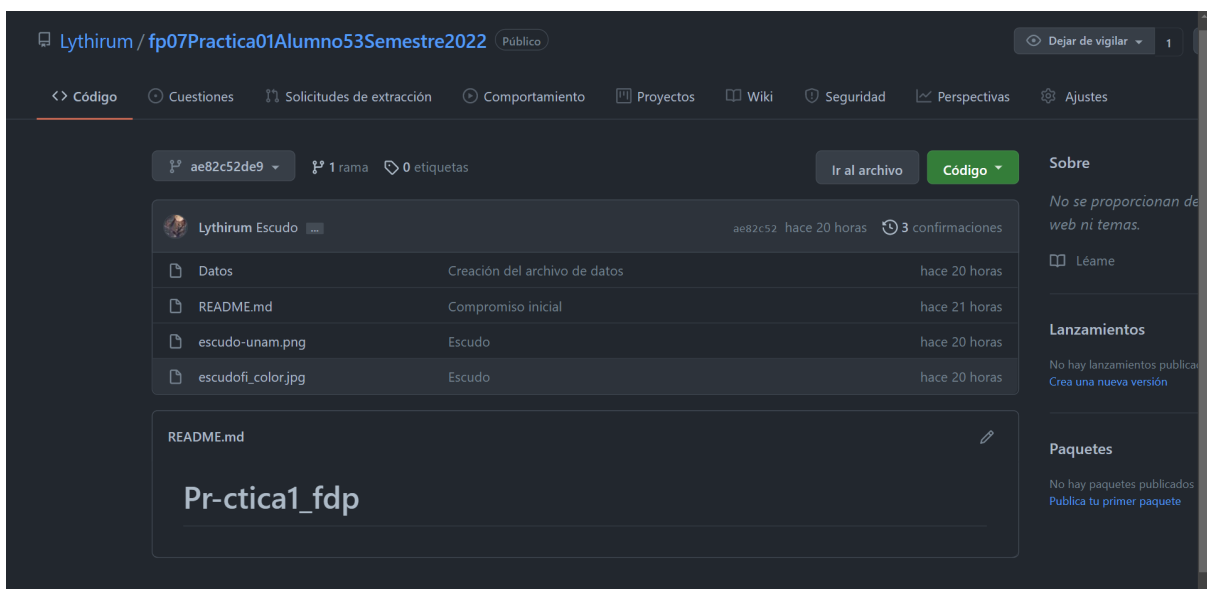 Lythirum / fp07Practica01Alumno53Semestre2022 Público
Dejar de vigilar 1
Código Cuestiones Solicitudes de extracción Comportamiento Proyectos Wiki Seguridad Perspectivas Ajustes
ae82c52de9 1 rama 0 etiquetas Ir al archivo Código
Lythirum Escudo ... ae82c52 hace 20 horas 3 confirmaciones
Datos Creación del archivo de datos hace 20 horas
README.md Compromiso inicial hace 21 horas
escudo-unam.png Escudo hace 20 horas
escudofi_color.jpg Escudo hace 20 horas
README.md
Pr-ctica1_fdp
Sobre
No se proporcionan de
web ni temas.
Léame
Lanzamientos
No hay lanzamientos publica
Crea una nueva versión
Paquetes
No hay paquetes publicados
Publica tu primer paquete